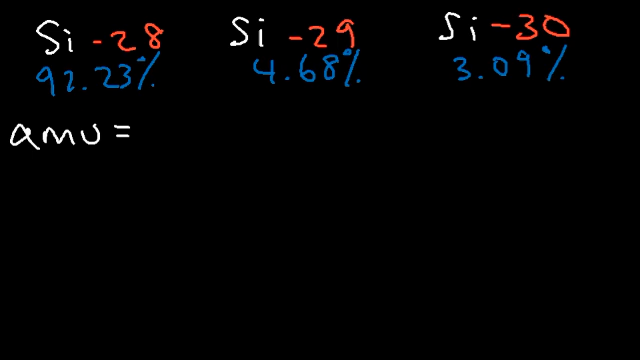 Si -28 Si -29 Si -30
92.23% 4.68% 3.09%
amu =